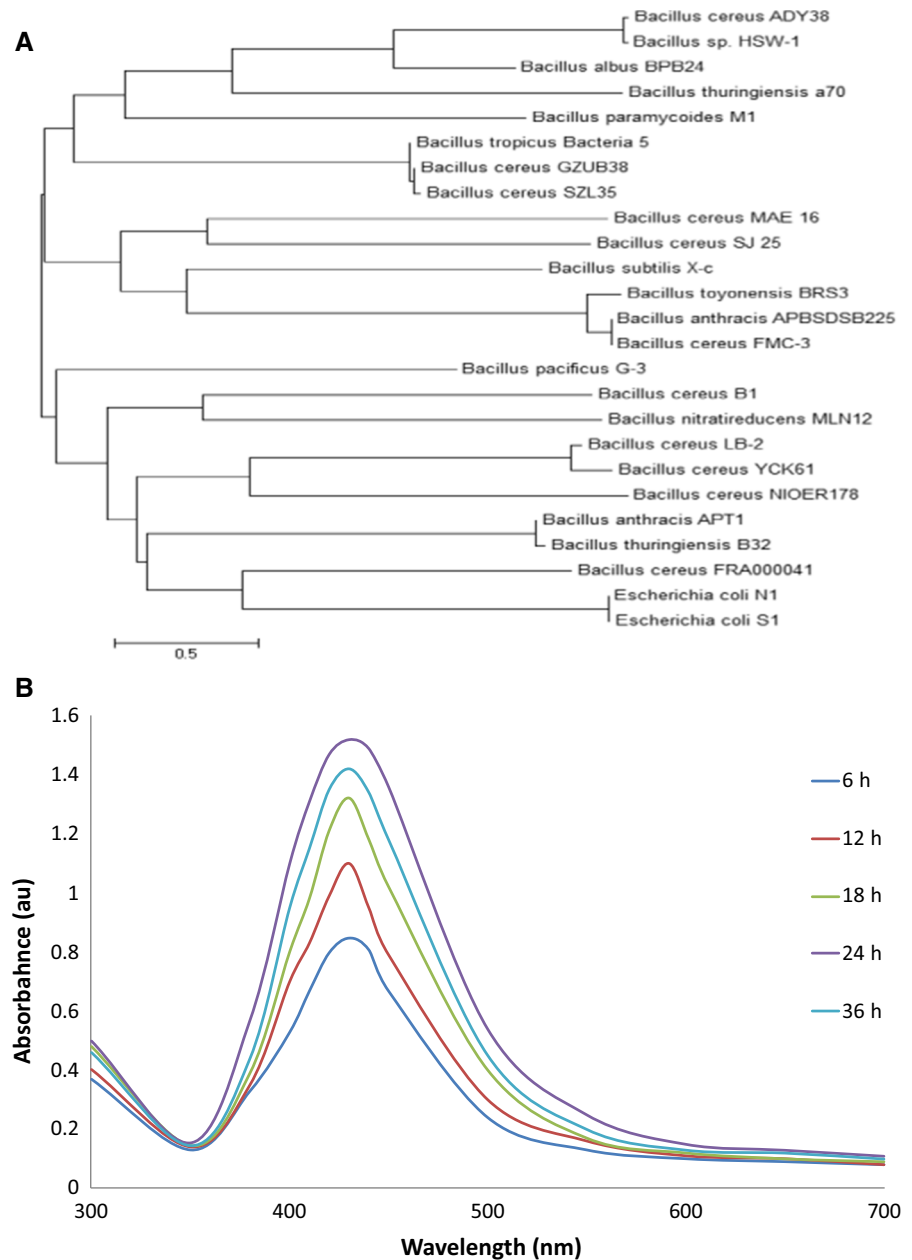 A
Bacillus cereus ADY38
Bacillus sp. HSW-1
Bacillus albus BPB24
Bacillus thuringiensis a70
Bacillus paramycoides M1
Bacillus tropicus Bacteria 5
Bacillus cereus GZUB38
Bacillus cereus SZL35
Bacillus cereus MAE 16
Bacillus cereus SJ 25
Bacillus subtilis X-c
Bacillus toyonensis BRS3
Bacillus anthracis APBSDSB225
Bacillus cereus FMC-3
Bacillus pacificus G-3
Bacillus cereus B1
Bacillus nitratireducens MLN12
Bacillus cereus LB-2
Bacillus cereus YCK61
Bacillus cereus NIOER178
Bacillus anthracis APT1
Bacillus thuringiensis B32
Bacillus cereus FRA000041
Escherichia coli N1
Escherichia coli S1
0.5
B
1.6
1.4
1.2
1
0.8
0.6
0.4
0.2
0
Absorbahnce (au)
300
400
500
600
700
Wavelength (nm)
6 h
12 h
18 h
24 h
36 h